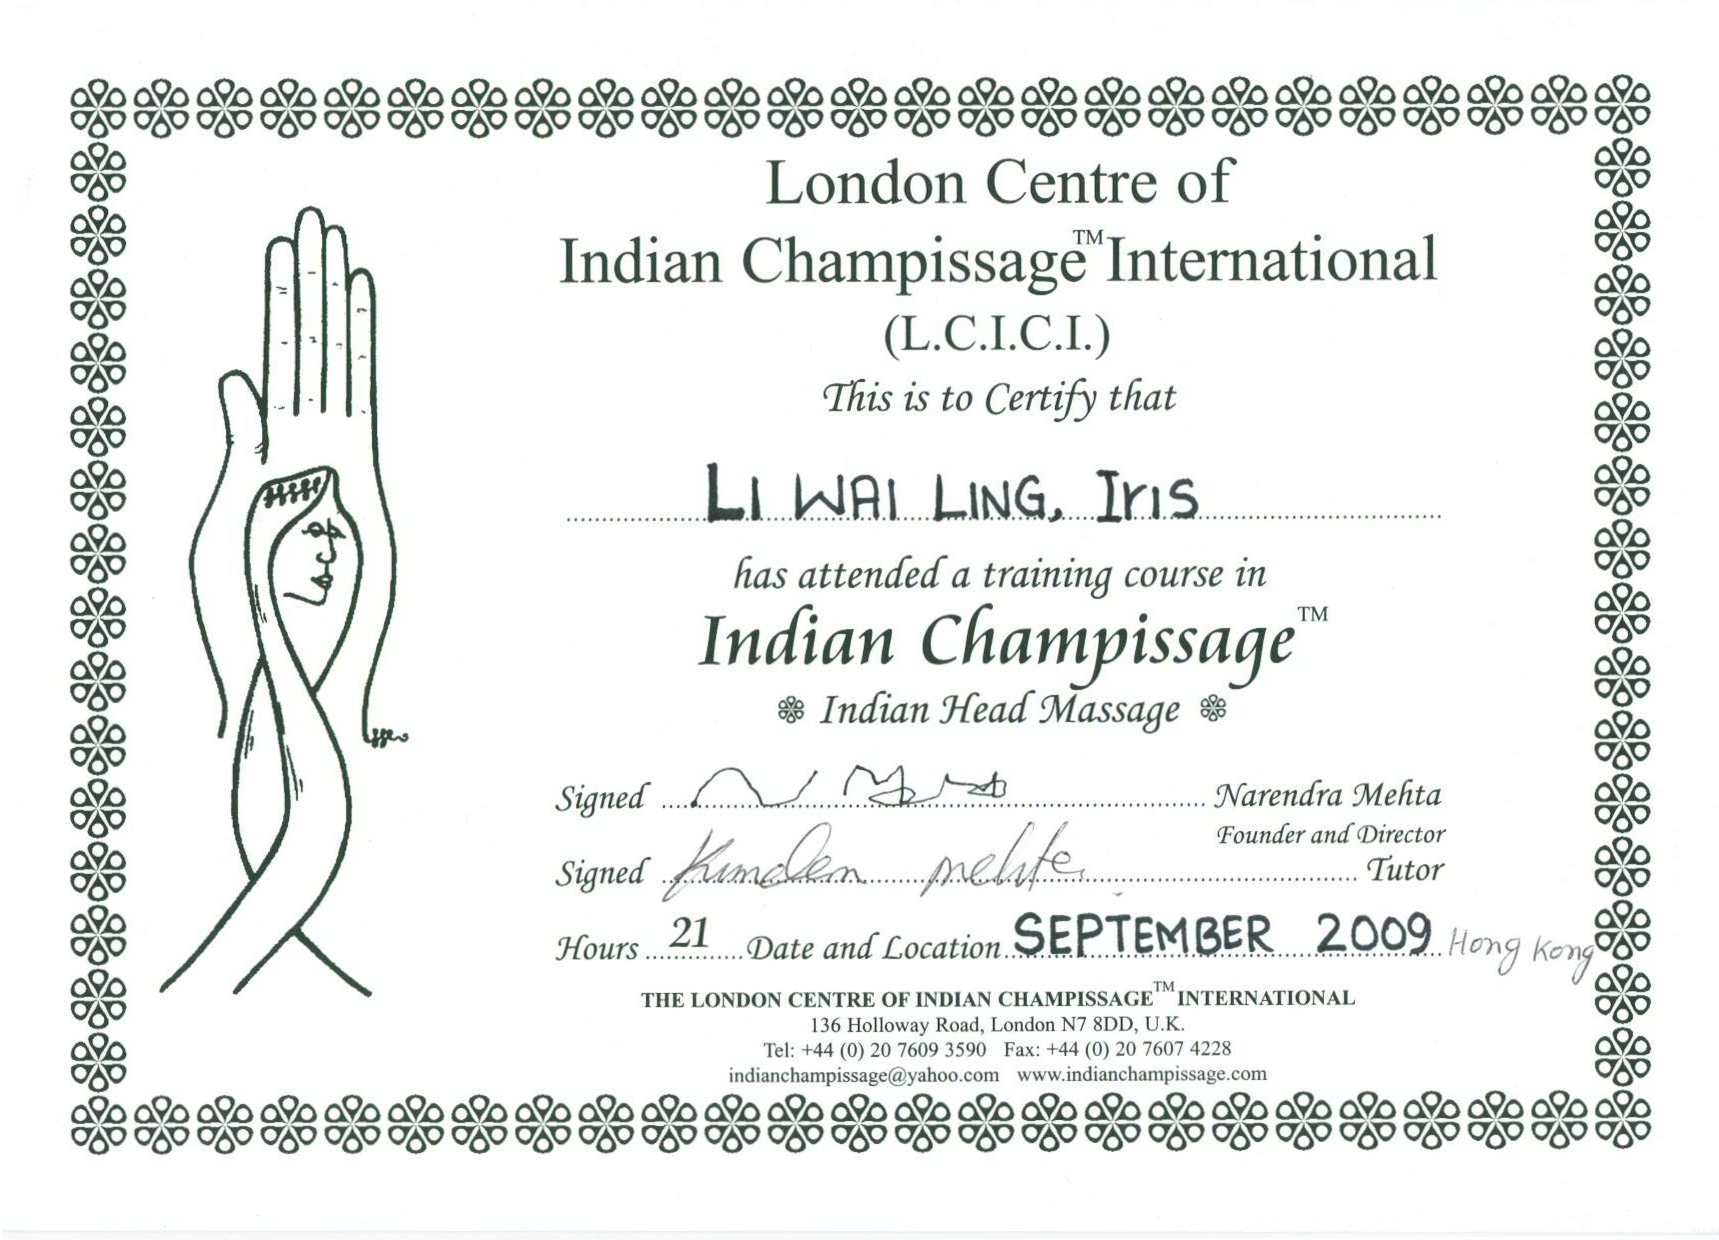 London Centre of
Indian Champissage™ International
(L.C.I.C.I.)
This is to Certify that
LI WAI LING, IrIS
has attended a training course in
Indian Champissage™
Indian Head Massage
Signed Narendra Mehta
Founder and Director
Signed Kunden Mehta Tutor
Hours 21 Date and Location SEPTEMBER 2009 Hong Kong
THE LONDON CENTRE OF INDIAN CHAMPISSAGE™ INTERNATIONAL
136 Holloway Road, London N7 8DD, U.K.
Tel: +44 (0) 20 7609 3590 Fax: +44 (0) 20 7607 4228
indianchampissage@yahoo.com www.indianchampissage.com